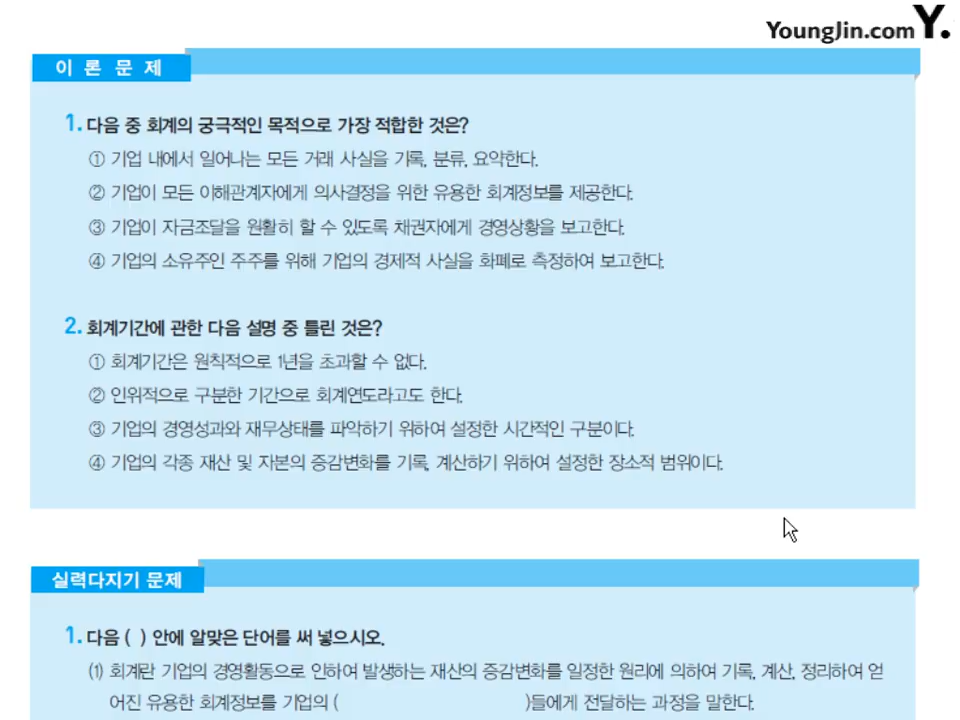 YoungJin.com Y.
이 론 문 제
1. 다음 중 회계의 궁극적인 목적으로 가장 적합한 것은?
① 기업 내에서 일어나는 모든 거래 사실을 기록, 분류, 요약한다.
② 기업이 모든 이해관계자에게 의사결정을 위한 유용한 회계정보를 제공한다.
③ 기업이 자금조달을 원활히 할 수 있도록 채권자에게 경영상황을 보고한다.
④ 기업의 소유주인 주주를 위해 기업의 경제적 사실을 화폐로 측정하여 보고한다.
2. 회계기간에 관한 다음 설명 중 틀린 것은?
① 회계기간은 원칙적으로 1년을 초과할 수 없다.
② 인위적으로 구분한 기간으로 회계연도라고도 한다.
③ 기업의 경영성과와 재무상태를 파악하기 위하여 설정한 시간적인 구분이다.
④ 기업의 각종 재산 및 자본의 증감변화를 기록, 계산하기 위하여 설정한 장소적 범위이다.
실력다지기 문제
1. 다음 ( ) 안에 알맞은 단어를 써 넣으시오.
(1) 회계란 기업의 경영활동으로 인하여 발생하는 재산의 증감변화를 일정한 원리에 의하여 기록, 계산, 정리하여 얻
어진 유용한 회계정보를 기업의 ( )들에게 전달하는 과정을 말한다.